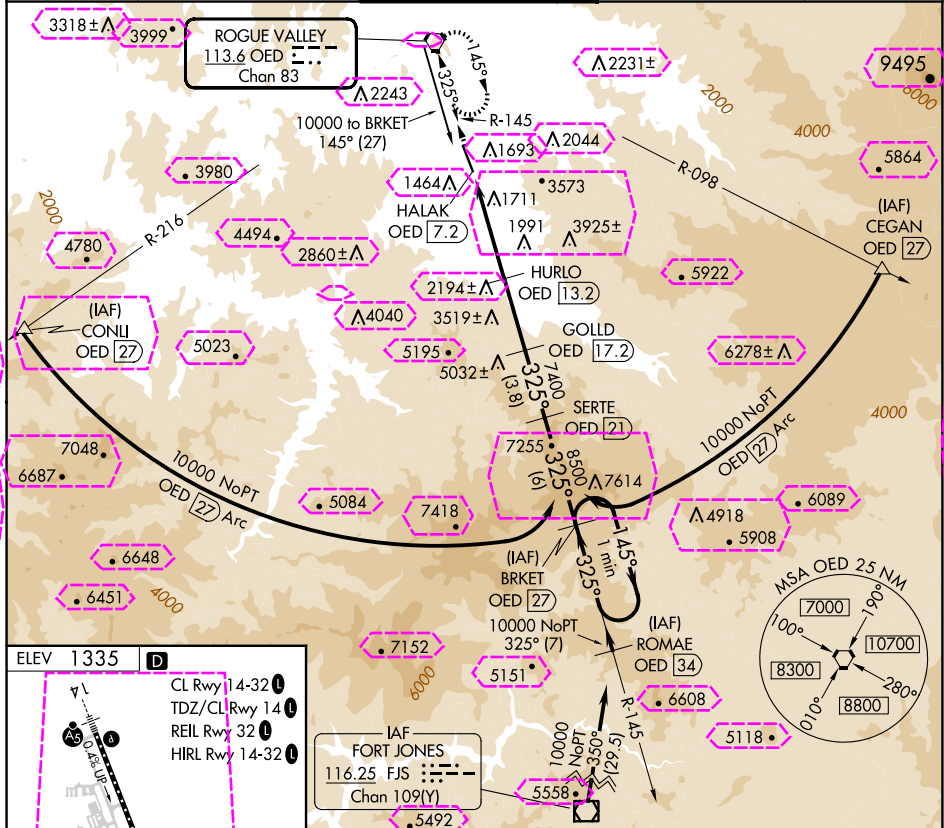 3318±
3999
ROGUE VALLEY
113.6 OED
Chan 83
145°
325°
2231±
9495
6000
2243
2000
10000 to BRKET
145° (27)
R-145
4000
1693
2044
5864
3980
R-098
1464
3573
1711
HALAK
OED 7.2
1991
3925±
(IAF)
CEGAN
OED 27
2000
R-216
4780
4494
2860±
5922
HURLO
OED 13.2
2194±
(IAF)
CONLI
OED 27
4040
3519±
GOLLD
OED 17.2
5023
5195
5032±
6278±
7400
325°
(3.8)
4000
SERTE
OED 21
10000 NoPT
OED 27 Arc
7048
6687
10000 NoPT
OED 27 Arc
7255
8500
325°
(6)
7614
5084
7418
6089
4918
5908
145°
1 min
6648
(IAF)
BRKET
OED 27
325°
6451
4000
MSA OED 25 NM
7000
190°
100°
10700
8300
280°
8800
010°
10000 NoPT
325° (7)
(IAF)
ROMAE
OED 34
7152
5151
6000
6608
R-145
5118
ELEV 1335 D
CL Rwy 14-32 L
TDZ/CL Rwy 14 L
REIL Rwy 32 L
HIRL Rwy 14-32 L
14
A5
0.4% UP
IAF
FORT JONES
116.25 FJS
Chan 109(Y)
10000
NoPT
350°
(29.5)
5558
5492